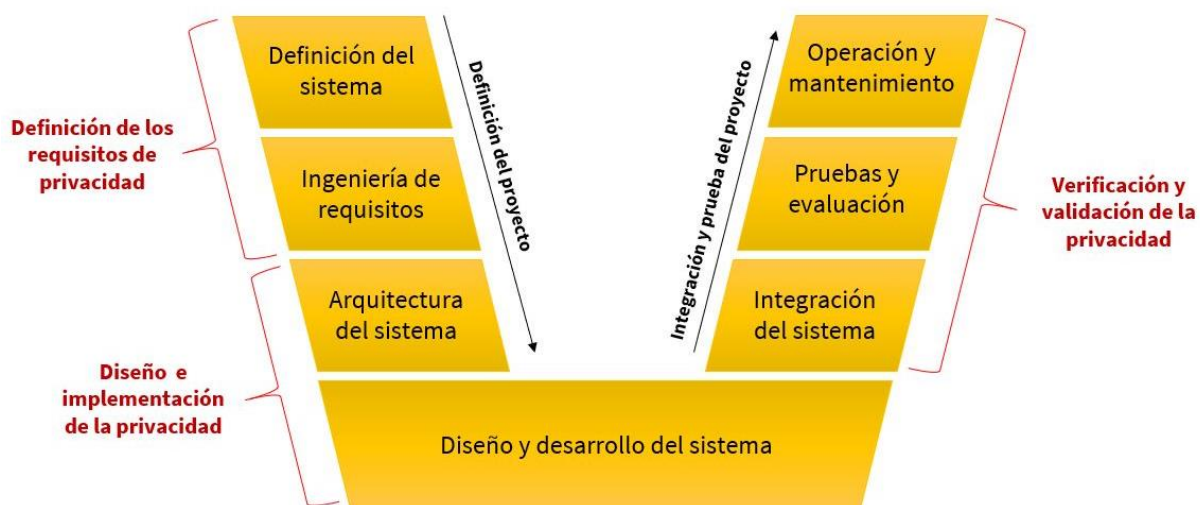 Definición del
sistema
Ingeniería de
requisitos
Arquitectura
del sistema
Diseño y desarrollo del sistema
Integración
del sistema
Pruebas y
evaluación
Operación y
mantenimiento
Definición del proyecto
Integración y prueba del proyecto
Definición de los
requisitos de
privacidad
Diseño e
implementación
de la privacidad
Verificación y
validación de la
privacidad